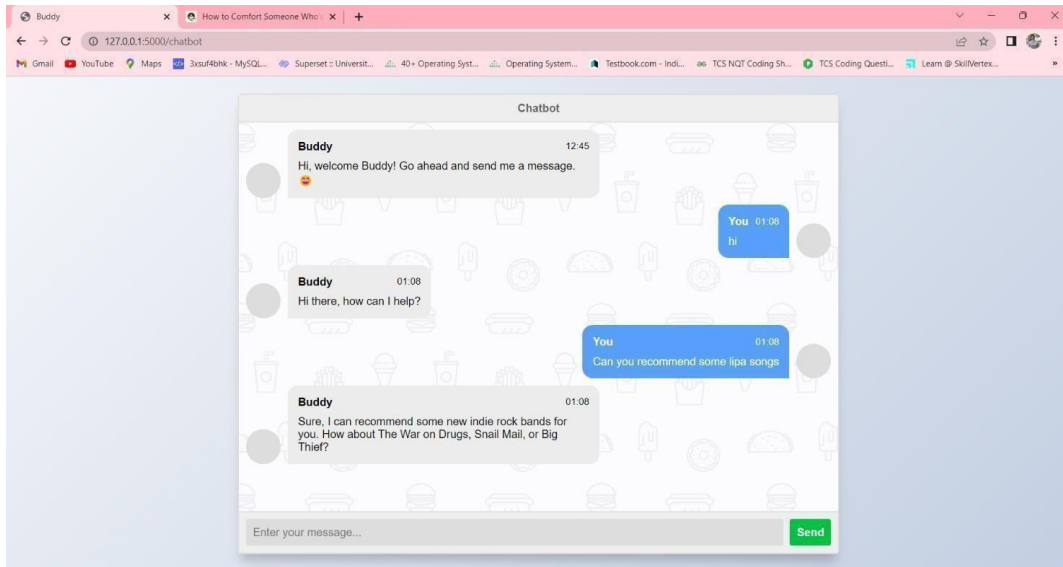 Buddy
How to Comfort Someone Who's
127.0.0.1:5000/chatbot
Gmail YouTube Maps 3xsuf4bhk - MySQL... Superset :: Universit... 40+ Operating Syst... Operating System... Testbook.com - Indi... TCS NQT Coding Sh... TCS Coding Questi... Learn @ SkillVertex...
Chatbot
Buddy 12:45
Hi, welcome Buddy! Go ahead and send me a message.
😄
You 01:08
hi
Buddy 01:08
Hi there, how can I help?
You 01:08
Can you recommend some lipa songs
Buddy 01:08
Sure, I can recommend some new indie rock bands for
you. How about The War on Drugs, Snail Mail, or Big
Thief?
Enter your message... Send